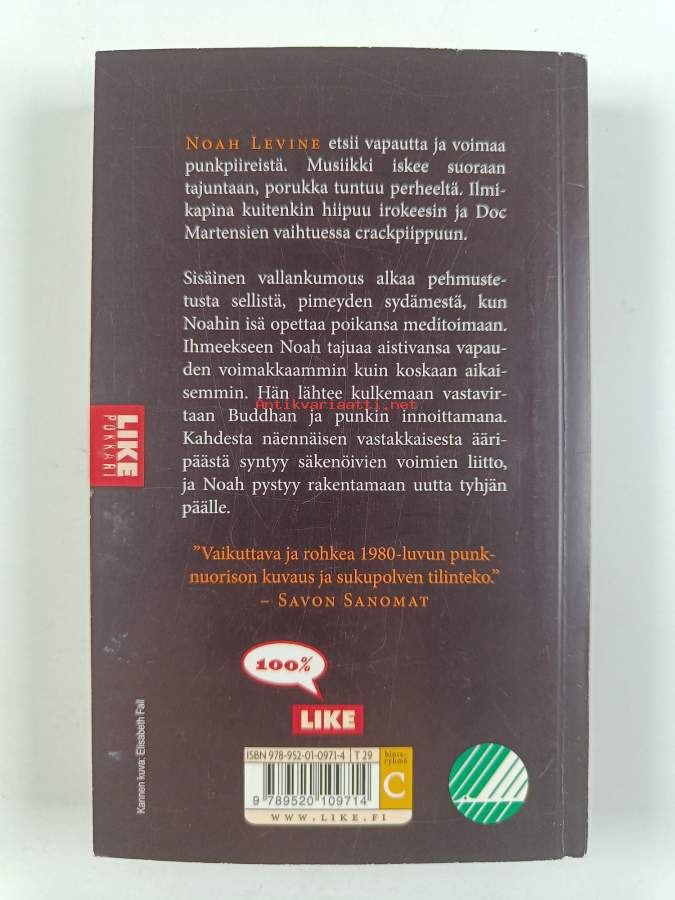 NOAH LEVINE etsii vapautta ja voimaa
punkpiireistä. Musiikki iskee suoraan
tajuntaan, porukka tuntuu perheeltä. Ilmi-
kapina kuitenkin hiipuu irokeesin ja Doc
Martensien vaihtuessa crackpiippuun.
Sisäinen vallankumous alkaa pehmuste-
tusta sellistä, pimeyden sydämestä, kun
Noahin isä opettaa poikansa meditoimaan.
Ihmeekseen Noah tajuaa aistivansa vapau-
den voimakkaammin kuin koskaan aikai-
semmin. Hän lähtee kulkemaan vastavir-
taan Buddhan ja punkin innoittamana.
Antikvariaatti.net
Kahdesta näennäisen vastakkaisesta ääri-
päästä syntyy säkenöivien voimien liitto,
ja Noah pystyy rakentamaan uutta tyhjän
päälle.
”Vaikuttava ja rohkea 1980-luvun punk-
nuorison kuvaus ja sukupolven tilinteko.”
– SAVON SANOMAT
LIKE
POKKARI
100%
LIKE
Kannen kuva: Elisabeth Fall
ISBN 978-952-01-0971-4 T 29
hinta-
ryhmä
C
9 789520 109714
WWW.LIKE.FI